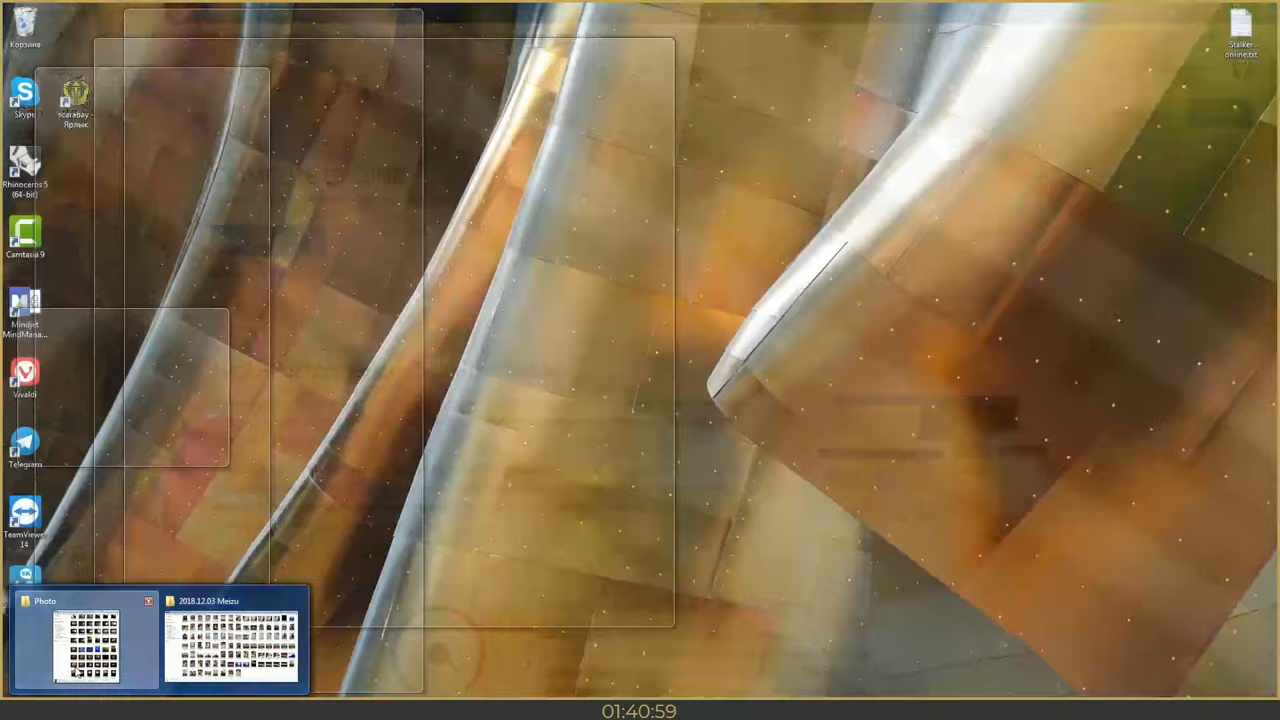 Корзина
Stalker
online.txt
Skype
scarabay -
Ярлык
Rhinoceros 5
(64-bit)
Camtasia 9
Mindjet
MindMana...
Vivaldi
Telegram
TeamViewer
14
Photo
2018.12.03 Meizu
01:40:59